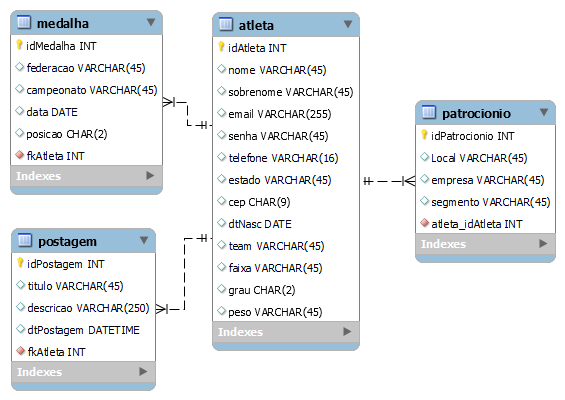 medalha
idMedalha INT
federacao VARCHAR(45)
campeonato VARCHAR(45)
data DATE
posicao CHAR(2)
fkAtleta INT
Indexes
atleta
idAtleta INT
nome VARCHAR(45)
sobrenome VARCHAR(45)
email VARCHAR(255)
senha VARCHAR(45)
telefone VARCHAR(16)
estado VARCHAR(45)
cep CHAR(9)
dtNasc DATE
team VARCHAR(45)
faixa VARCHAR(45)
grau CHAR(2)
peso VARCHAR(45)
Indexes
patrocionio
idPatrocionio INT
Local VARCHAR(45)
empresa VARCHAR(45)
segmento VARCHAR(45)
atleta_idAtleta INT
Indexes
postagem
idPostagem INT
titulo VARCHAR(45)
descricao VARCHAR(250)
dtPostagem DATETIME
fkAtleta INT
Indexes